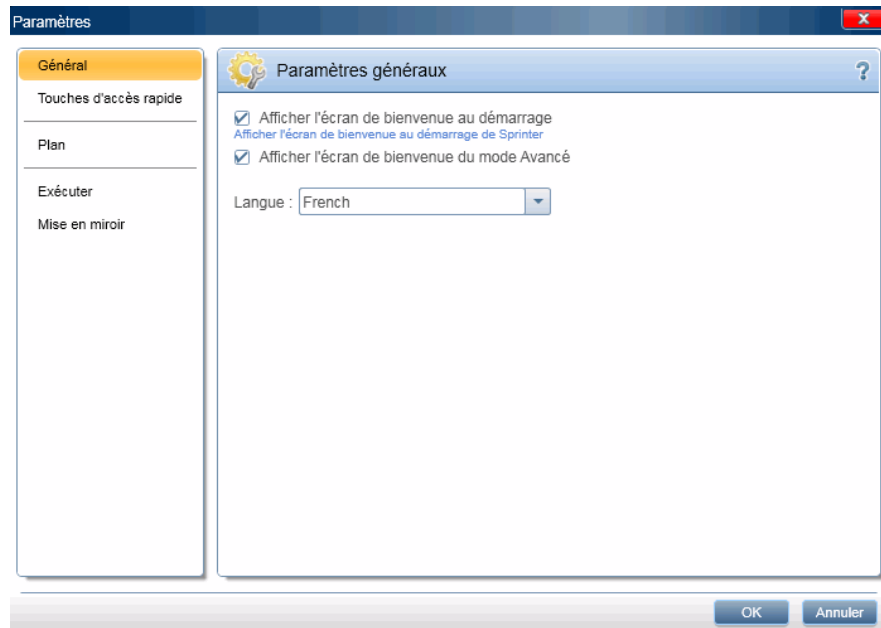 Paramètres
Général
Touches d'accès rapide
Plan
Exécuter
Mise en miroir
Paramètres généraux
?
Afficher l'écran de bienvenue au démarrage
Afficher l'écran de bienvenue au démarrage de Sprinter
Afficher l'écran de bienvenue du mode Avancé
Langue : French
OK
Annuler